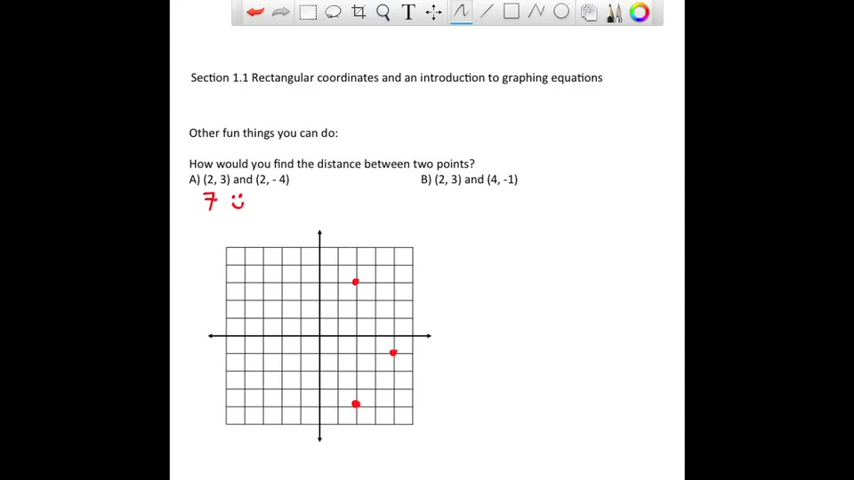 Section 1.1 Rectangular coordinates and an introduction to graphing equations
Other fun things you can do:
How would you find the distance between two points?
A) (2, 3) and (2, - 4) B) (2, 3) and (4, -1)
7